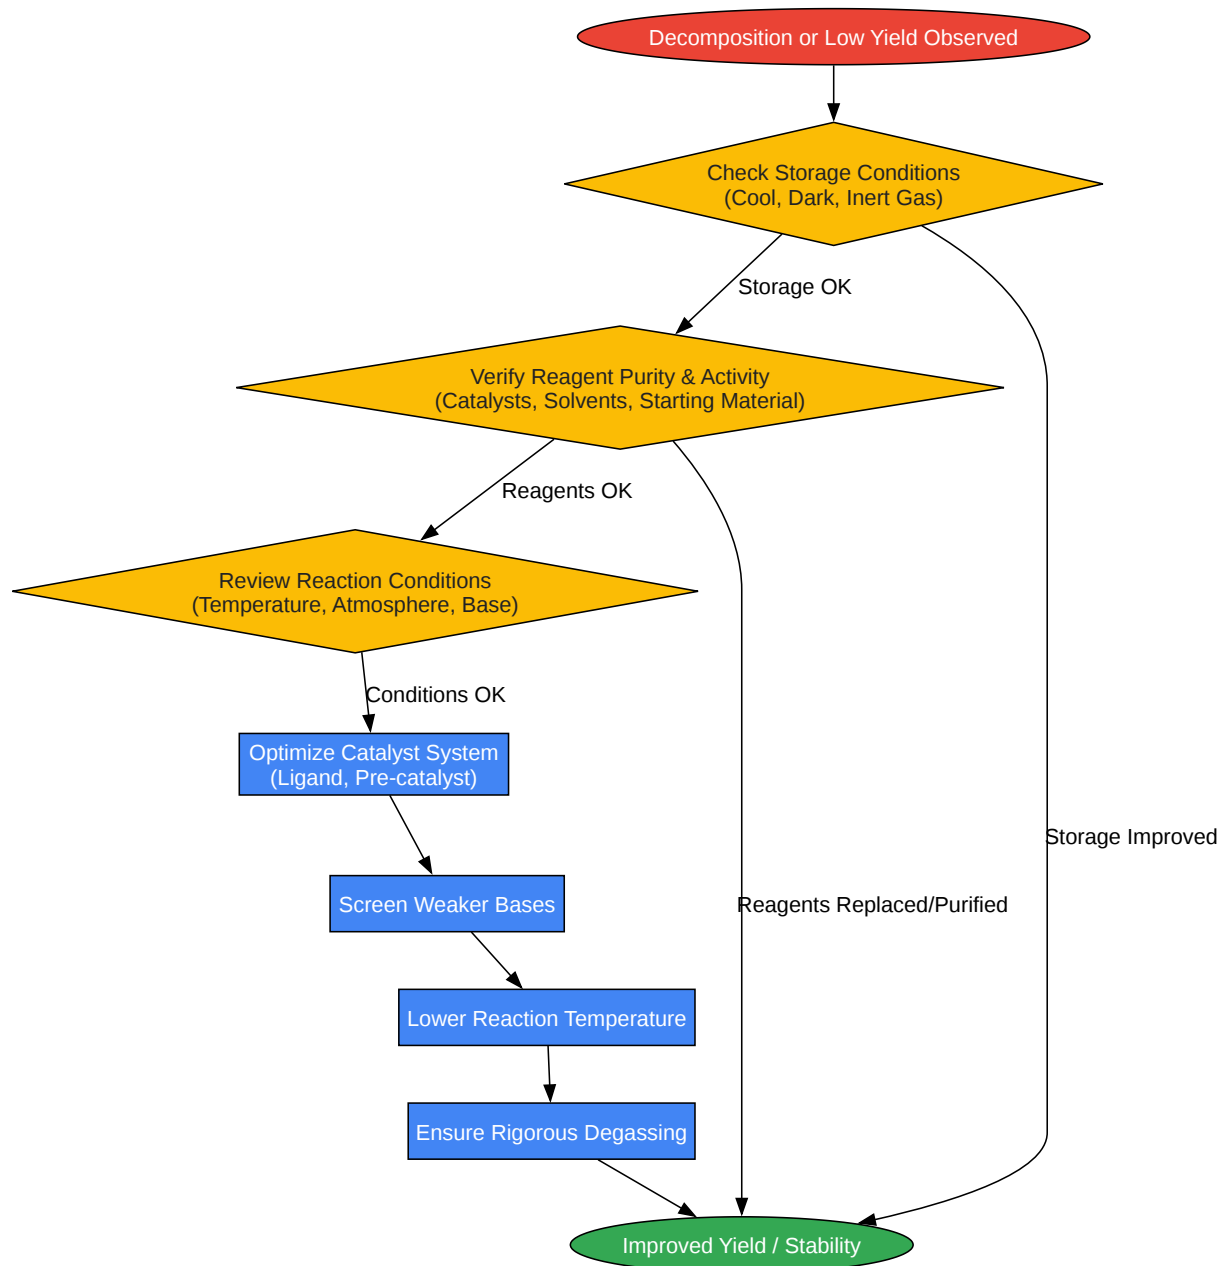 Decomposition or Low Yield Observed
Check Storage Conditions
(Cool, Dark, Inert Gas)
Storage OK
Verify Reagent Purity & Activity
(Catalysts, Solvents, Starting Material)
Reagents OK
Review Reaction Conditions
(Temperature, Atmosphere, Base)
Conditions OK
Optimize Catalyst System
(Ligand, Pre-catalyst)
Storage Improved
Screen Weaker Bases
Reagents Replaced/Purified
Lower Reaction Temperature
Ensure Rigorous Degassing
Improved Yield / Stability